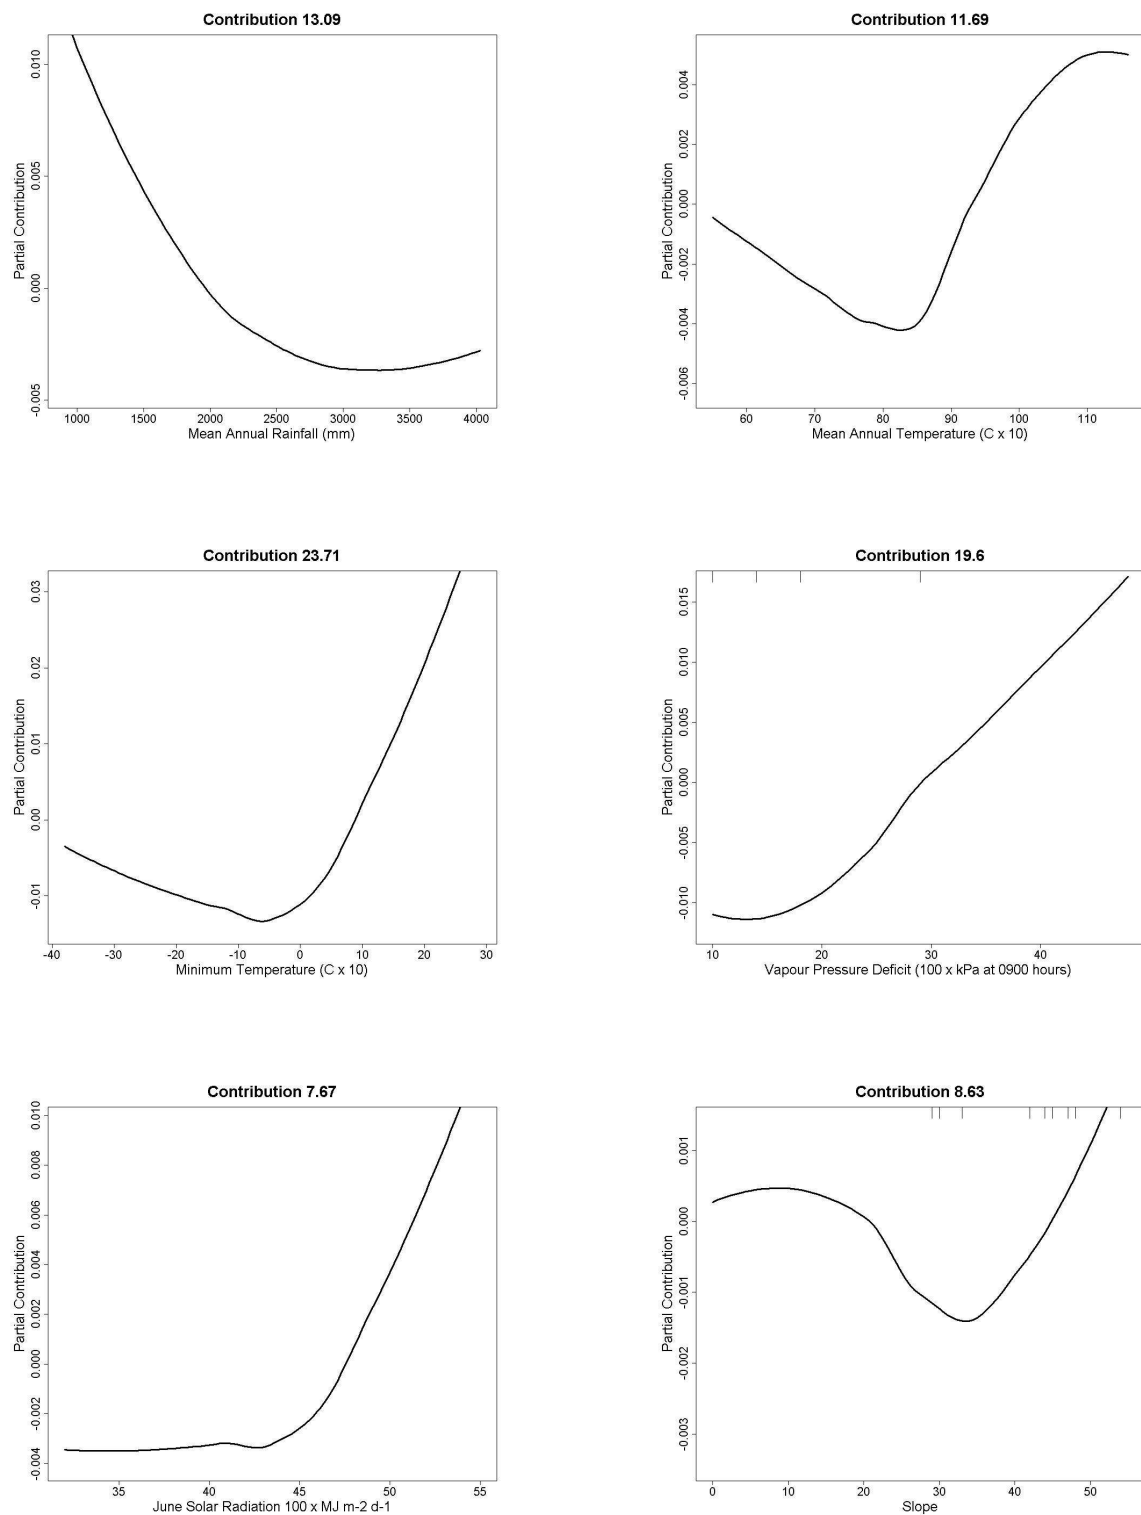 Contribution 13.09
Partial Contribution
0.010
0.005
0.000
-0.005
1000 1500 2000 2500 3000 3500 4000
Mean Annual Rainfall (mm)
Contribution 11.69
Partial Contribution
0.004
0.002
0.000
-0.002
-0.004
-0.006
60 70 80 90 100 110
Mean Annual Temperature (C x 10)
Contribution 23.71
Partial Contribution
0.03
0.02
0.01
0.00
-0.01
-40 -30 -20 -10 0 10 20 30
Minimum Temperature (C x 10)
Contribution 19.6
Partial Contribution
0.015
0.010
0.005
0.000
-0.005
-0.010
10 20 30 40
Vapour Pressure Deficit (100 x kPa at 0900 hours)
Contribution 7.67
Partial Contribution
0.010
0.008
0.006
0.004
0.002
0.000
-0.002
-0.004
35 40 45 50 55
June Solar Radiation 100 x MJ m-2 d-1
Contribution 8.63
Partial Contribution
0.001
0.000
-0.001
-0.002
-0.003
0 10 20 30 40 50
Slope